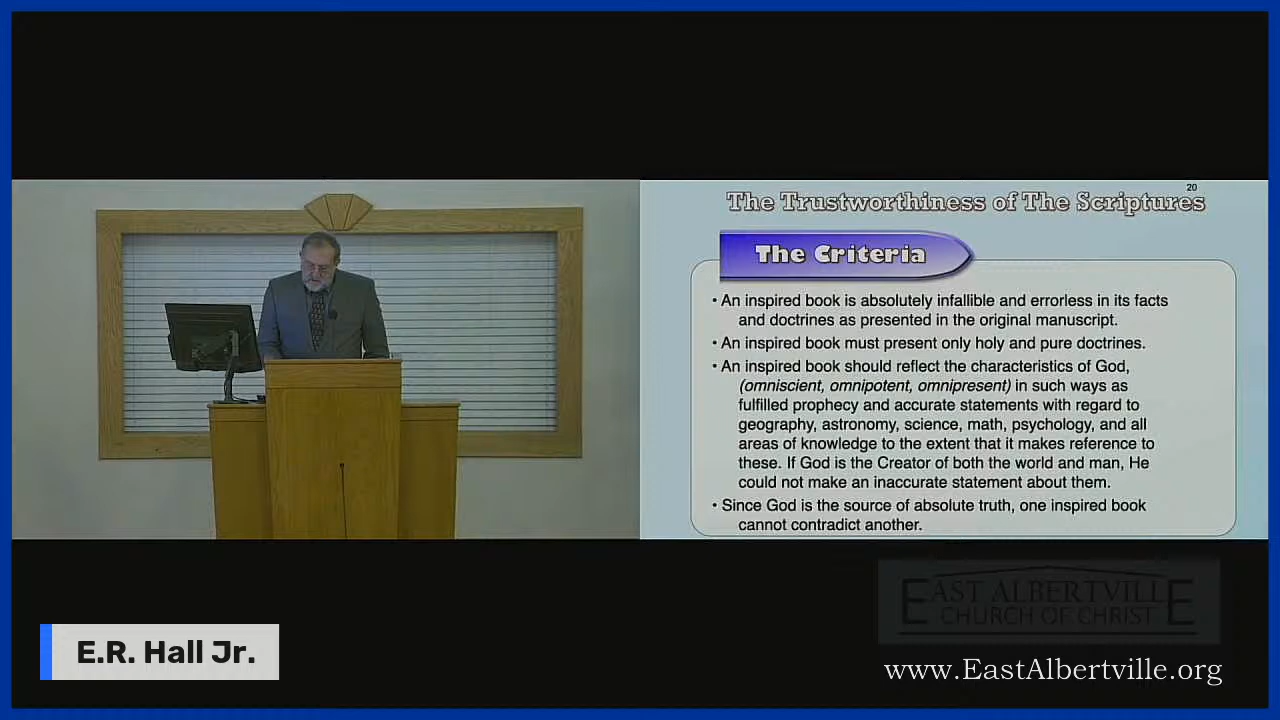 20
The Trustworthiness of The Scriptures
The Criteria
• An inspired book is absolutely infallible and errorless in its facts
and doctrines as presented in the original manuscript.
• An inspired book must present only holy and pure doctrines.
• An inspired book should reflect the characteristics of God,
(omniscient, omnipotent, omnipresent) in such ways as
fulfilled prophecy and accurate statements with regard to
geography, astronomy, science, math, psychology, and all
areas of knowledge to the extent that it makes reference to
these. If God is the Creator of both the world and man, He
could not make an inaccurate statement about them.
• Since God is the source of absolute truth, one inspired book
cannot contradict another.
EAST ALBERTVILLE
CHURCH OF CHRIST
E.R. Hall Jr.
www.EastAlbertville.org